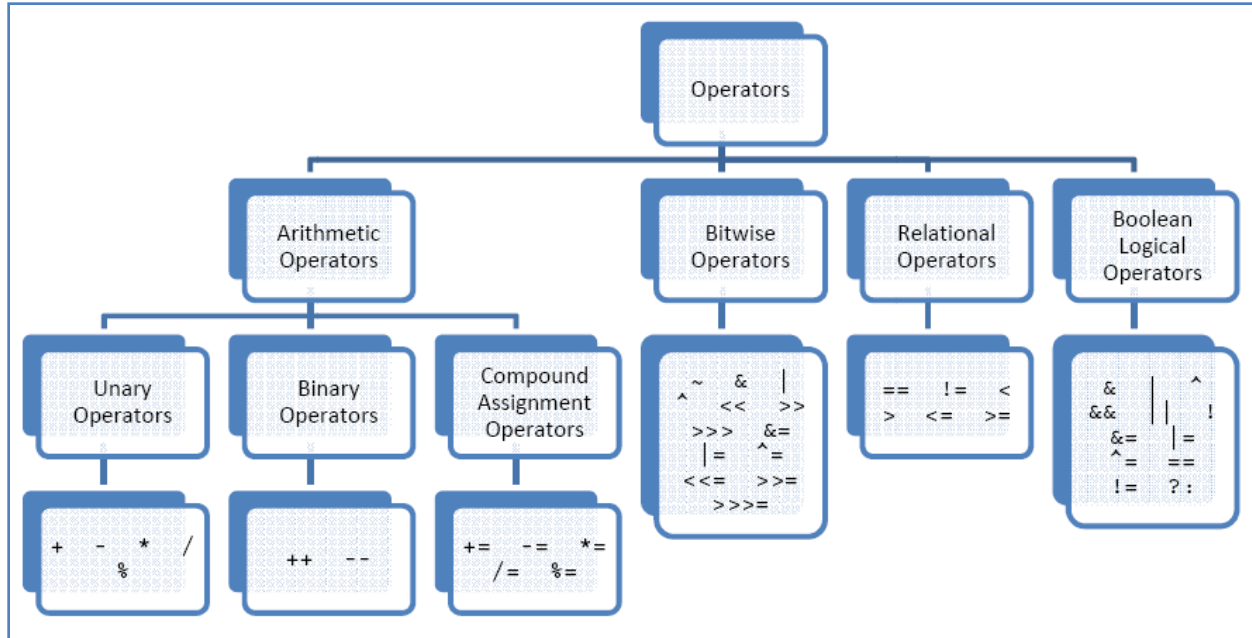 Operators
Arithmetic
Operators
Bitwise
Operators
Relational
Operators
Boolean
Logical
Operators
Unary
Operators
Binary
Operators
Compound
Assignment
Operators
~ & |
^ << >>
>>> &=
|= ^=
<<= >>=
>>>=
== != <
> <= >=
& | ^
&& || !
&= |=
^= ==
!= ?:
+ - * /
%
++ --
+= -= *=
/= %=